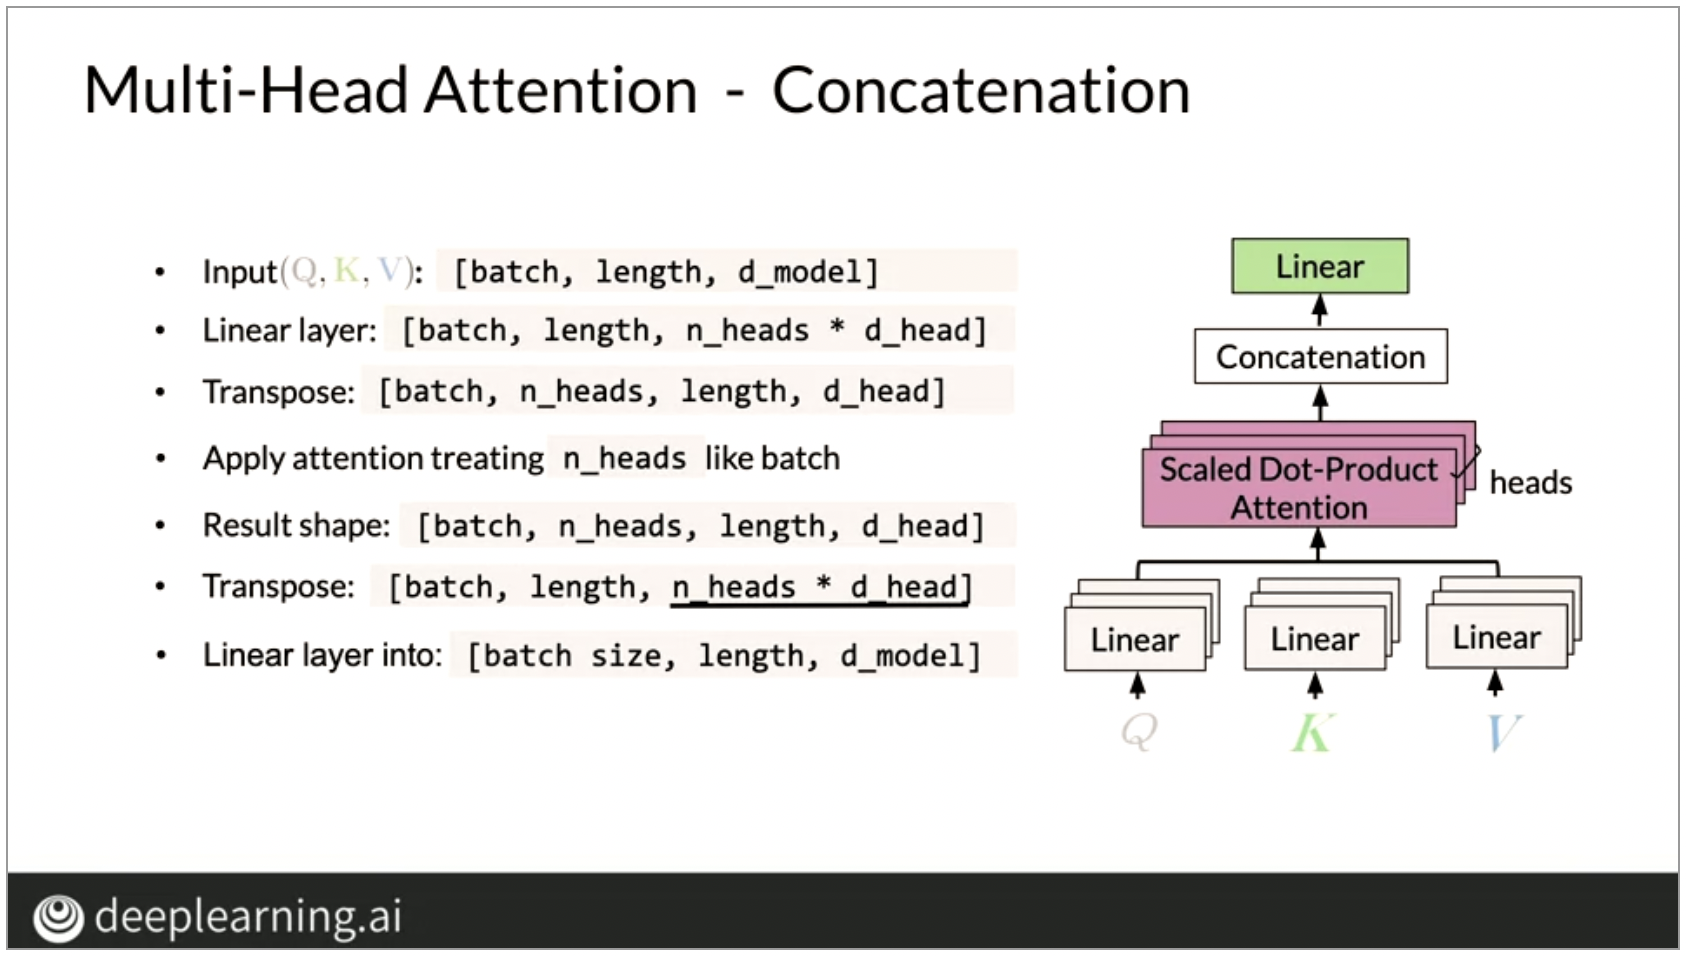 Multi-Head Attention - Concatenation
• Input(Q, K, V): [batch, length, d_model]
• Linear layer: [batch, length, n_heads * d_head]
• Transpose: [batch, n_heads, length, d_head]
• Apply attention treating n_heads like batch
• Result shape: [batch, n_heads, length, d_head]
• Transpose: [batch, length, n_heads * d_head]
• Linear layer into: [batch size, length, d_model]
Linear
Concatenation
Scaled Dot-Product
Attention
heads
Linear Linear Linear
Q K V
deeplearning.ai